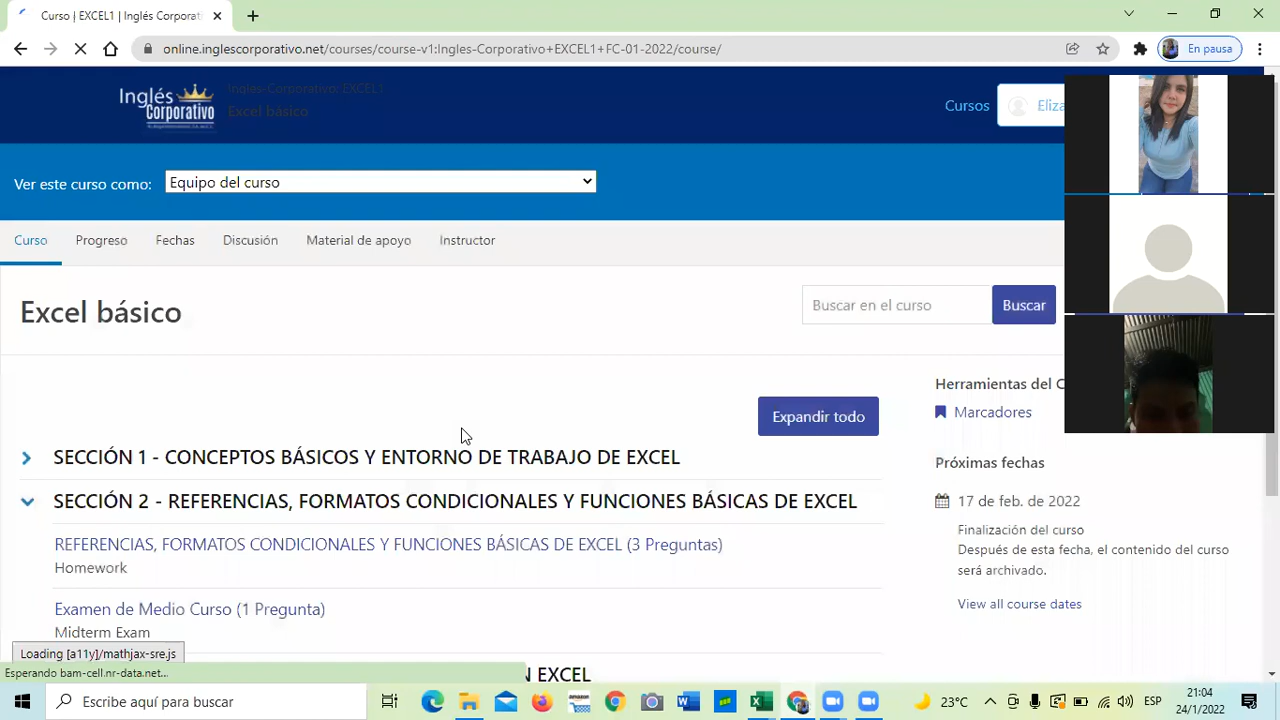 Curso | EXCEL1 | Inglés Corporati
online.inglescorporativo.net/courses/course-v1:Ingles-Corporativo+EXCEL1+FC-01-2022/course/
En pausa
Inglés
Corporativo
Ingles-Corporativo: EXCEL1
Excel básico
Cursos
Eliza
Ver este curso como:
Equipo del curso
Curso
Progreso
Fechas
Discusión
Material de apoyo
Instructor
Excel básico
Buscar en el curso
Buscar
Expandir todo
Herramientas del C
Marcadores
SECCIÓN 1 - CONCEPTOS BÁSICOS Y ENTORNO DE TRABAJO DE EXCEL
Próximas fechas
SECCIÓN 2 - REFERENCIAS, FORMATOS CONDICIONALES Y FUNCIONES BÁSICAS DE EXCEL
17 de feb. de 2022
Finalización del curso
Después de esta fecha, el contenido del curso
será archivado.
REFERENCIAS, FORMATOS CONDICIONALES Y FUNCIONES BÁSICAS DE EXCEL (3 Preguntas)
Homework
View all course dates
Examen de Medio Curso (1 Pregunta)
Midterm Exam
Loading [a11y]/mathjax-sre.js
Esperando bam-cell.nr-data.net...
N EXCEL
Escribe aquí para buscar
23°C
ESP
21:04
24/1/2022